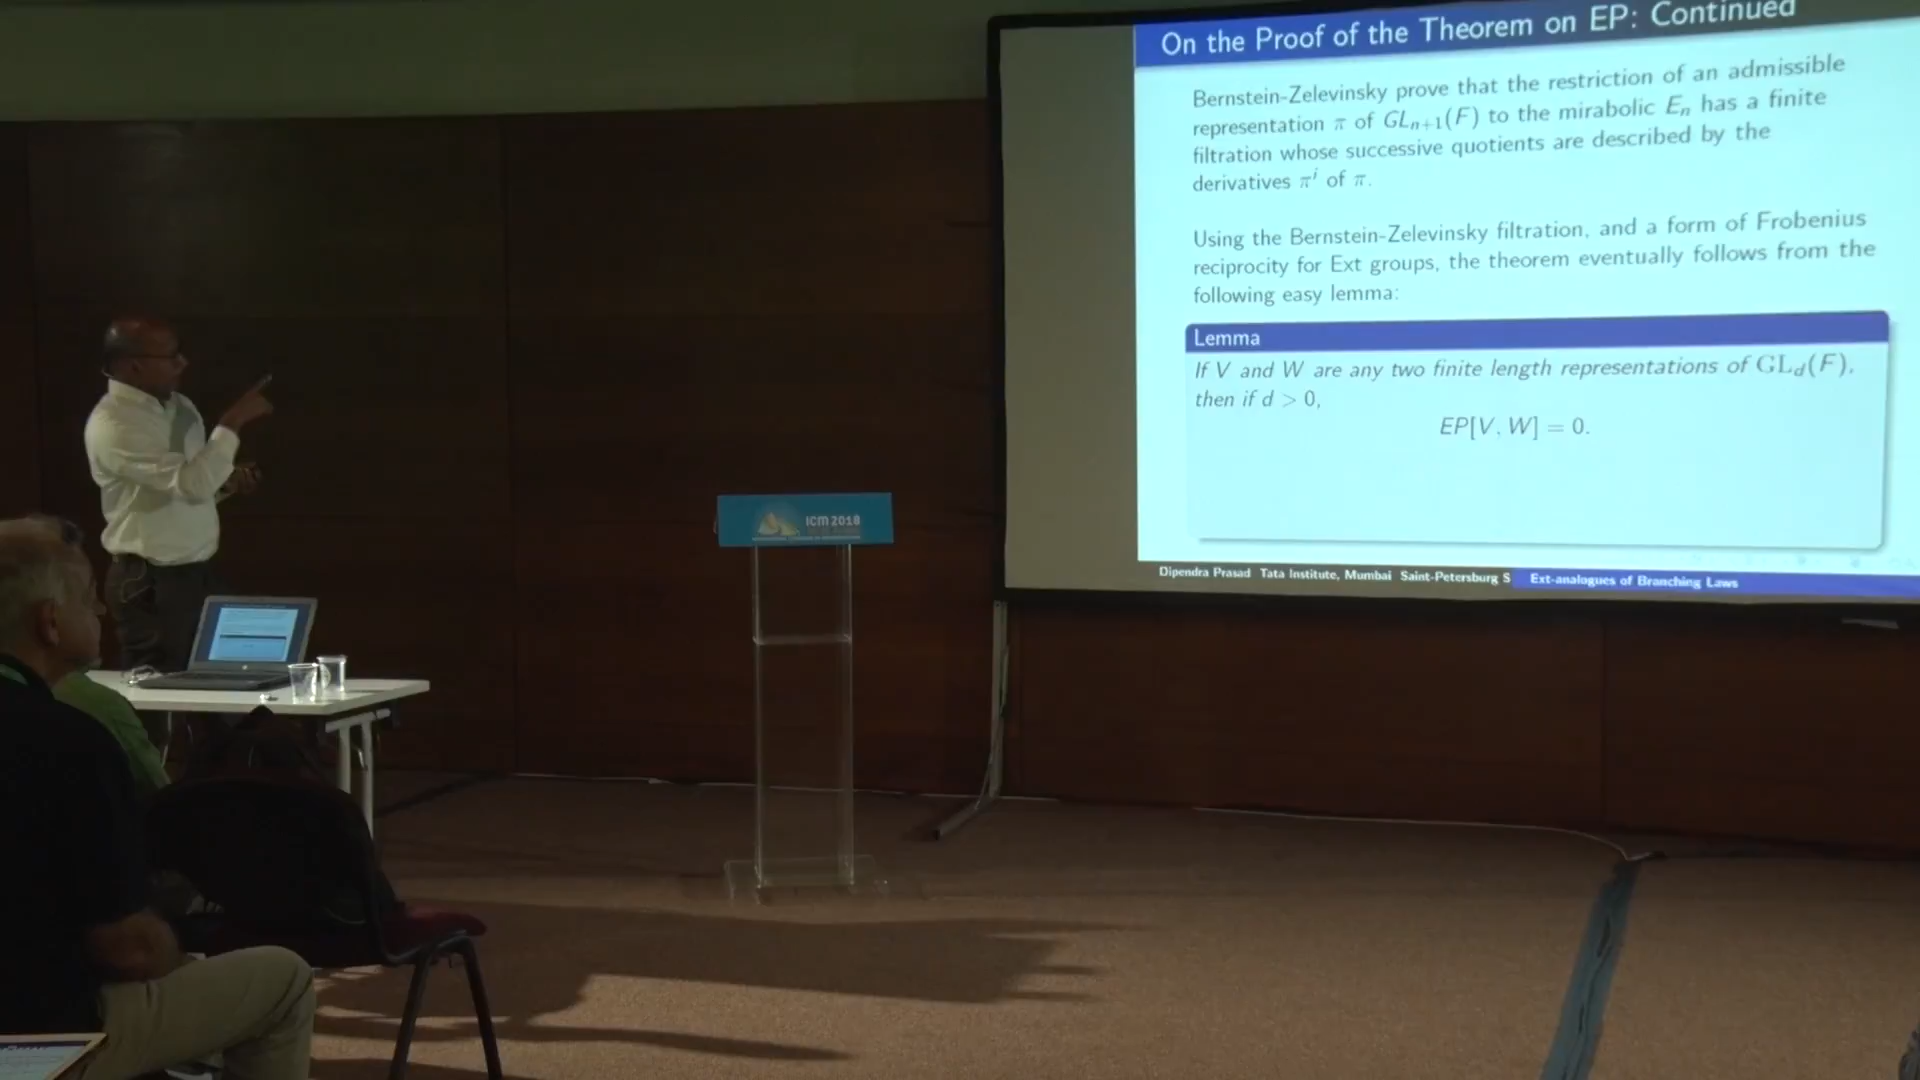 On the Proof of the Theorem on EP: Continued
Bernstein-Zelevinsky prove that the restriction of an admissible
representation π of GLₙ₊₁(F) to the mirabolic Eₙ has a finite
filtration whose successive quotients are described by the
derivatives πⁱ of π.
Using the Bernstein-Zelevinsky filtration, and a form of Frobenius
reciprocity for Ext groups, the theorem eventually follows from the
following easy lemma:
Lemma
If V and W are any two finite length representations of GL_d(F),
then if d > 0,
EP[V, W] = 0.
Dipendra Prasad Tata Institute, Mumbai Saint-Petersburg S Ext-analogues of Branching Laws
ICM 2018